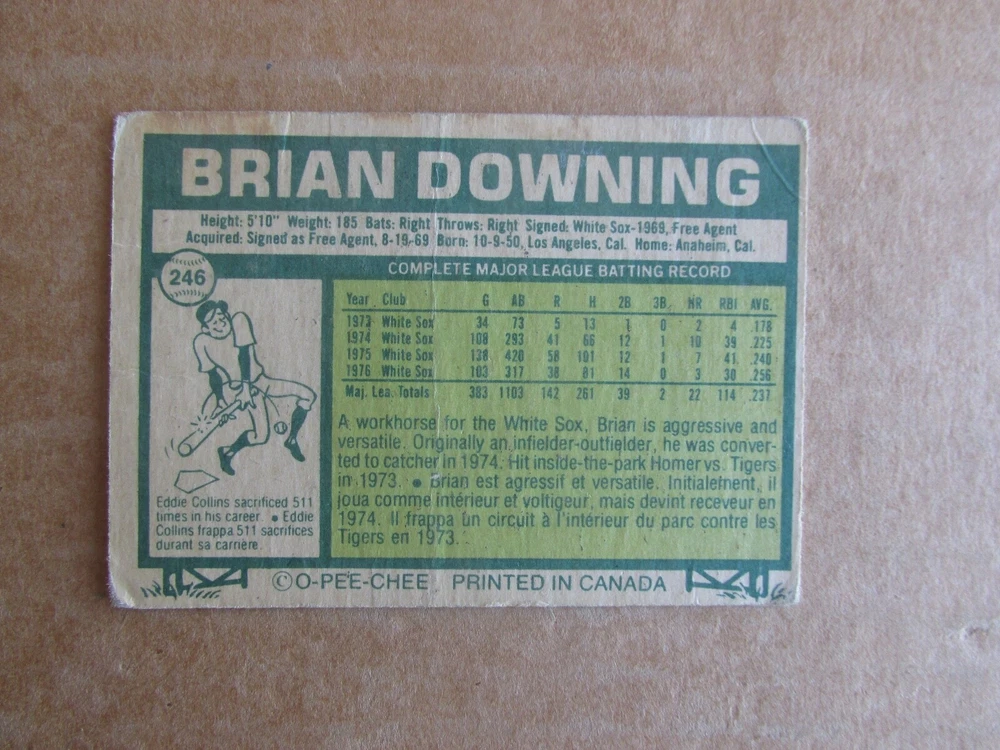 BRIAN DOWNING
Height: 5'10" Weight: 185 Bats: Right Throws: Right Signed: White Sox-1969, Free Agent
Acquired: Signed as Free Agent, 8-19-69 Born: 10-9-50, Los Angeles, Cal. Home: Anaheim, Cal.
246
COMPLETE MAJOR LEAGUE BATTING RECORD
Year Club G AB R H 2B 3B HR RBI AVG.
1973 White Sox 34 73 5 13 1 0 2 4 .178
1974 White Sox 108 293 41 66 12 1 10 39 .225
1975 White Sox 138 420 58 101 12 1 7 41 .240
1976 White Sox 103 317 38 81 14 0 3 30 .256
Maj. Lea. Totals 383 1103 142 261 39 2 22 114 .237
A workhorse for the White Sox, Brian is aggressive and
versatile. Originally an infielder-outfielder, he was conver-
ted to catcher in 1974. Hit inside-the-park Homer vs. Tigers
in 1973. • Brian est agressif et versatile. Initialemnt, il
joua comme intérieur et voltigeur, mais devint receveur en
1974. Il frappa un circuit à l'intérieur du parc contre les
Tigers en 1973.
Eddie Collins sacrificed 511
times in his career. • Eddie
Collins frappa 511 sacrifices
durant sa carrière.
© O-PEE-CHEE PRINTED IN CANADA